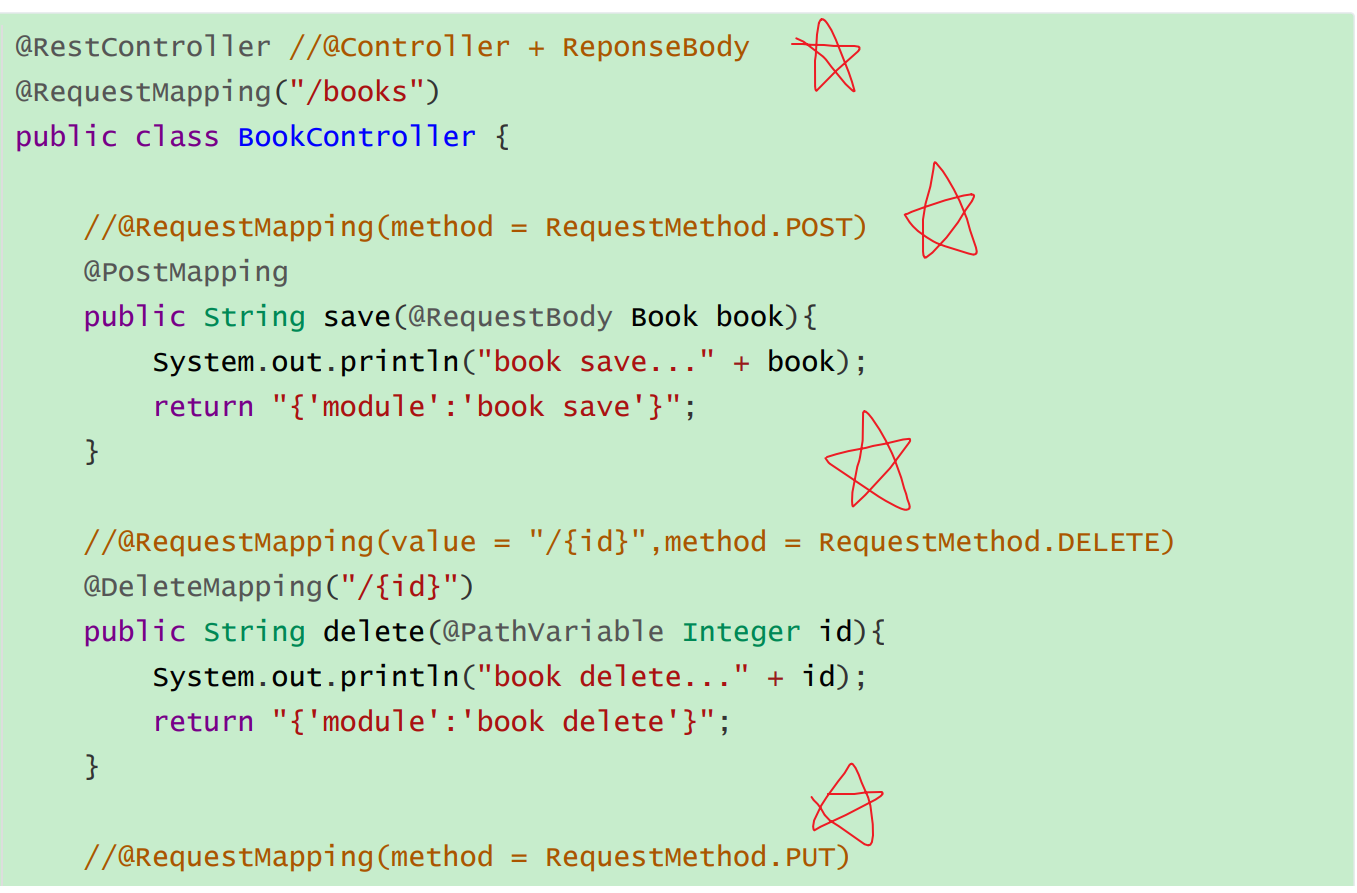 @RestController //@Controller + ReponseBody
@RequestMapping("/books")
public class BookController {
//@RequestMapping(method = RequestMethod.POST)
@PostMapping
public String save(@RequestBody Book book){
System.out.println("book save..." + book);
return "{'module':'book save'}";
}
//@RequestMapping(value = "/{id}",method = RequestMethod.DELETE)
@DeleteMapping("/{id}")
public String delete(@PathVariable Integer id){
System.out.println("book delete..." + id);
return "{'module':'book delete'}";
}
//@RequestMapping(method = RequestMethod.PUT)